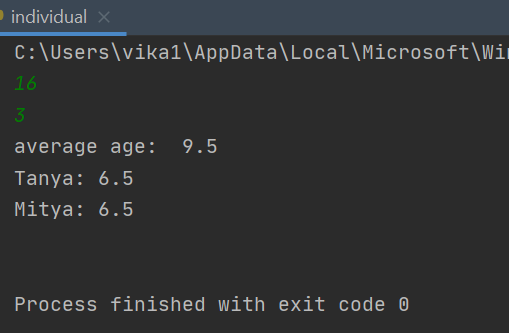 individual
C:\Users\vika1\AppData\Local\Microsoft\Wi
16
3
average age:  9.5
Tanya: 6.5
Mitya: 6.5
Process finished with exit code 0